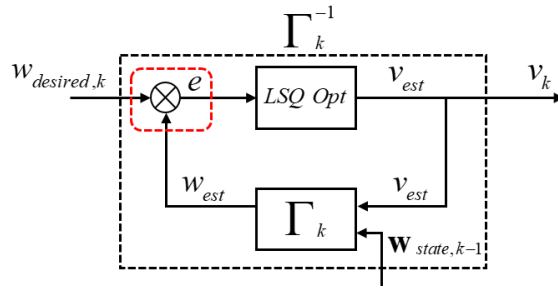 Γ_k^{-1}
w_{desired,k}
e
LSQ Opt
v_{est}
v_k
w_{est}
Γ_k
v_{est}
𝐰_{state,k−1}